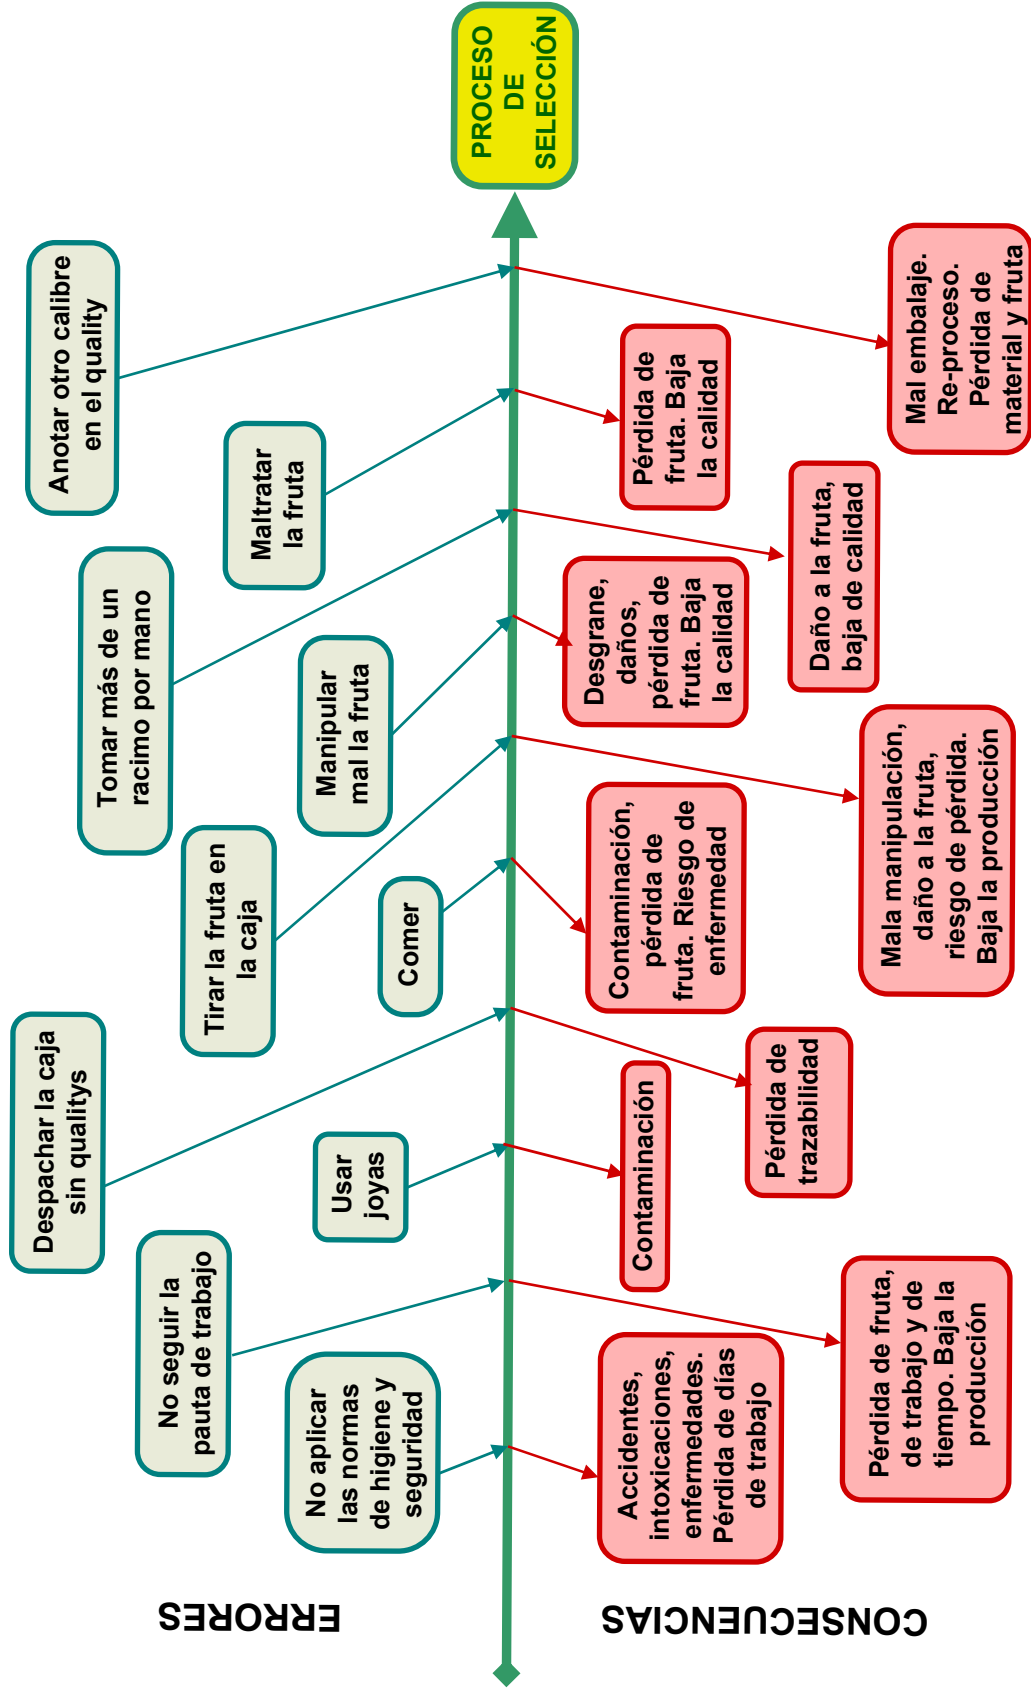 ERRORES
No aplicar
las normas
de higiene y
seguridad
No seguir la
pauta de trabajo
Usar
joyas
Despachar la caja
sin qualitys
Comer
Tirar la fruta en
la caja
Manipular
mal la fruta
Tomar más de un
racimo por mano
Maltratar
la fruta
Anotar otro calibre
en el quality
PROCESO
DE
SELECCIÓN
CONSECUENCIAS
Accidentes,
intoxicaciones,
enfermedades.
Pérdida de días
de trabajo
Pérdida de fruta,
de trabajo y de
tiempo. Baja la
producción
Contaminación
Pérdida de
trazabilidad
Contaminación,
pérdida de
fruta. Riesgo de
enfermedad
Mala manipulación,
daño a la fruta,
riesgo de pérdida.
Baja la producción
Desgrane,
daños,
pérdida de
fruta. Baja
la calidad
Daño a la fruta,
baja de calidad
Pérdida de
fruta. Baja
la calidad
Mal embalaje.
Re-proceso.
Pérdida de
material y fruta